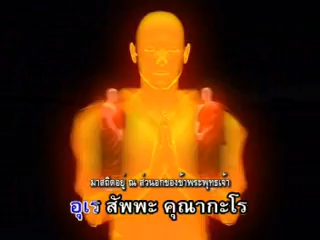 มาสถิตอยู่ ณ ส่วนอกของข้าพระพุทธเจ้า
อุเร สัพพะ คุณากะโร